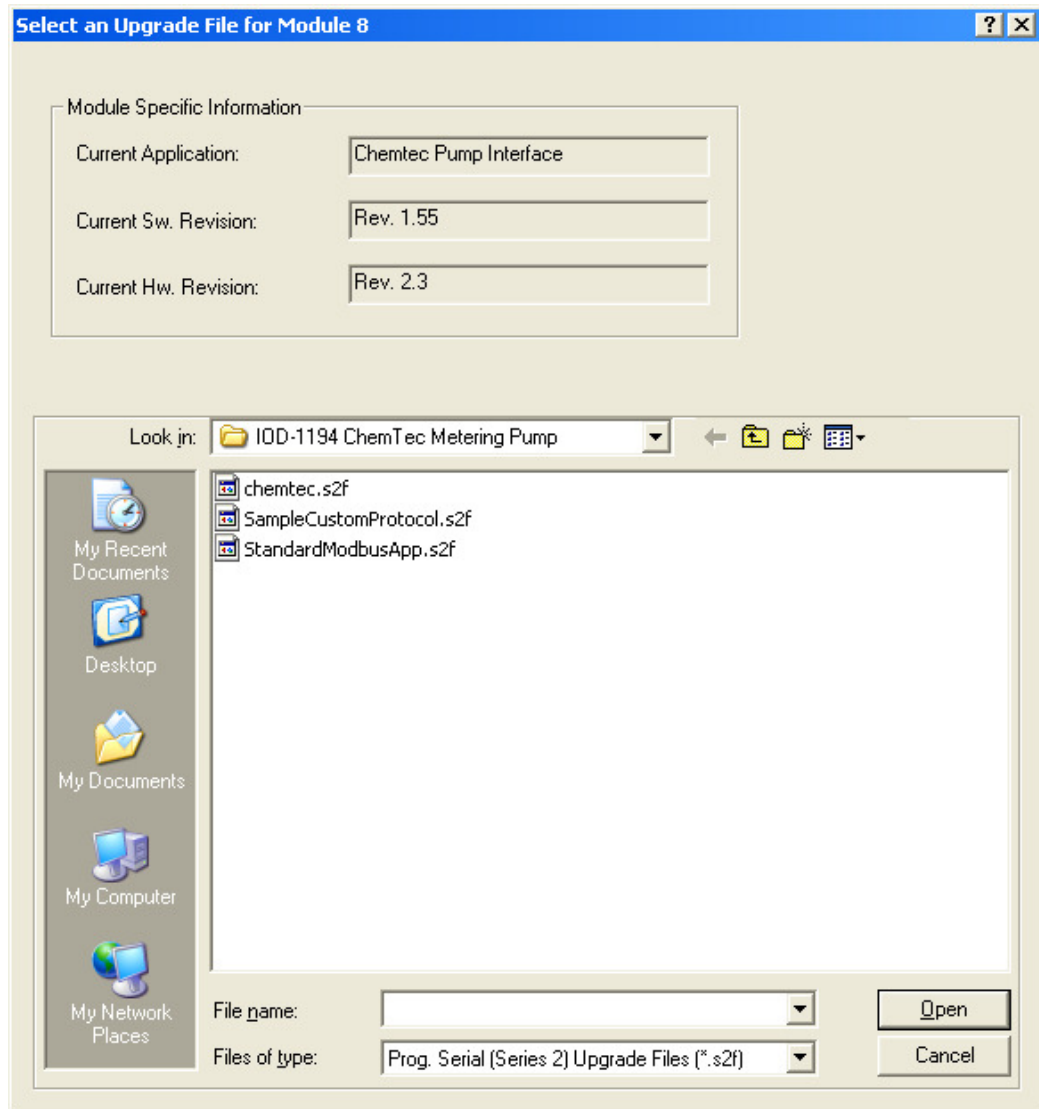 Select an Upgrade File for Module 8
Module Specific Information
Current Application: Chemtec Pump Interface
Current Sw. Revision: Rev. 1.55
Current Hw. Revision: Rev. 2.3
Look in: IOD-1194 ChemTec Metering Pump
chemtec.s2f
SampleCustomProtocol.s2f
StandardModbusApp.s2f
My Recent
Documents
Desktop
My Documents
My Computer
My Network
Places
File name: Open
Files of type: Prog. Serial (Series 2) Upgrade Files (*.s2f) Cancel